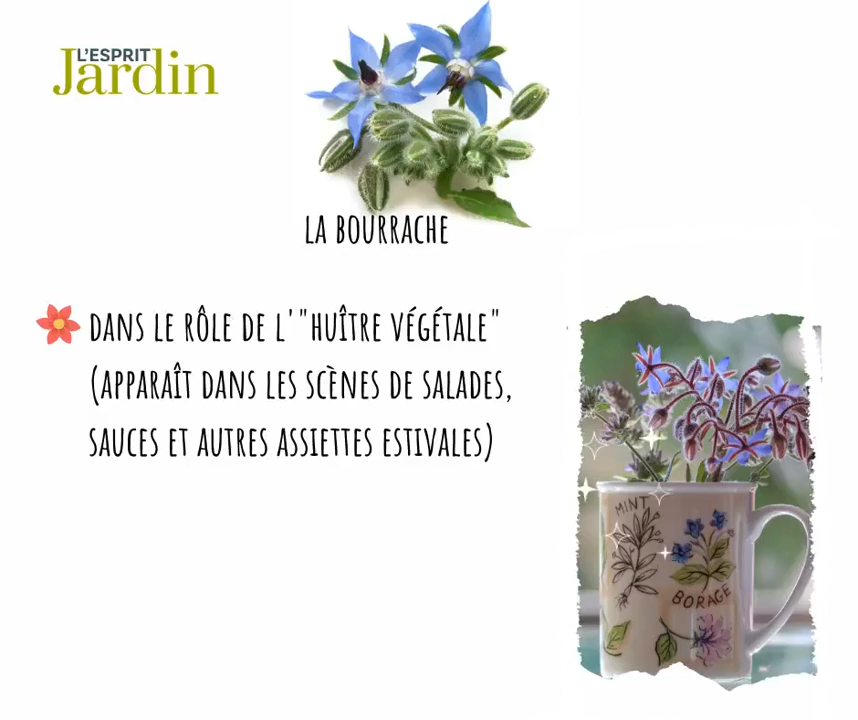 L'ESPRIT
Jardin
LA BOURRACHE
DANS LE RÔLE DE L'"HUÎTRE VÉGÉTALE"
(APPARAÎT DANS LES SCÈNES DE SALADES,
SAUCES ET AUTRES ASSIETTES ESTIVALES)
MINT
BORAGE